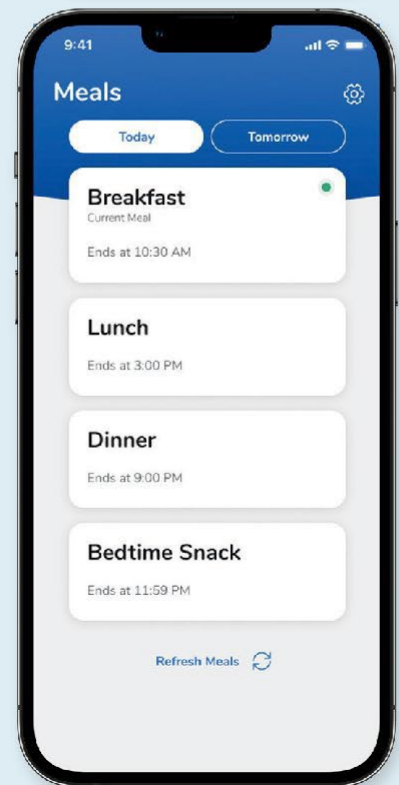 9:41
Meals
Today Tomorrow
Breakfast
Current Meal
Ends at 10:30 AM
Lunch
Ends at 3:00 PM
Dinner
Ends at 9:00 PM
Bedtime Snack
Ends at 11:59 PM
Refresh Meals